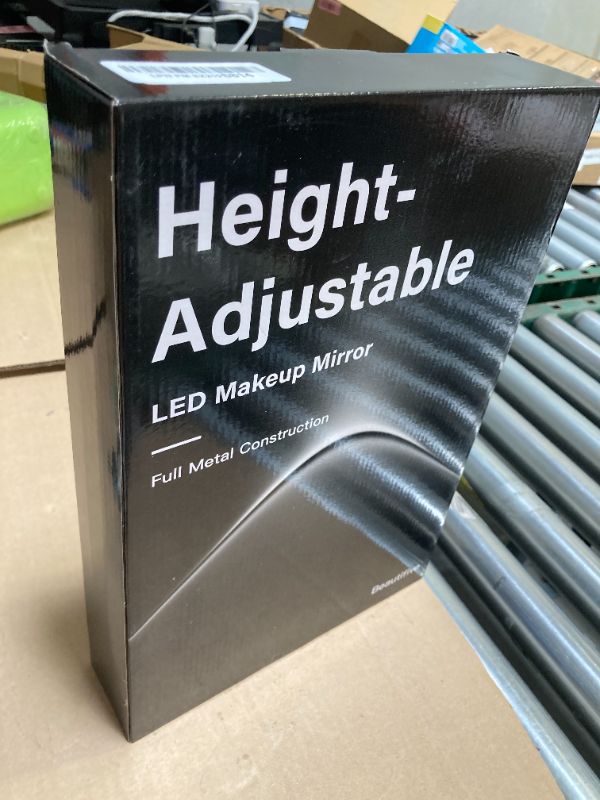 Height-
Adjustable
LED Makeup Mirror
Full Metal Construction